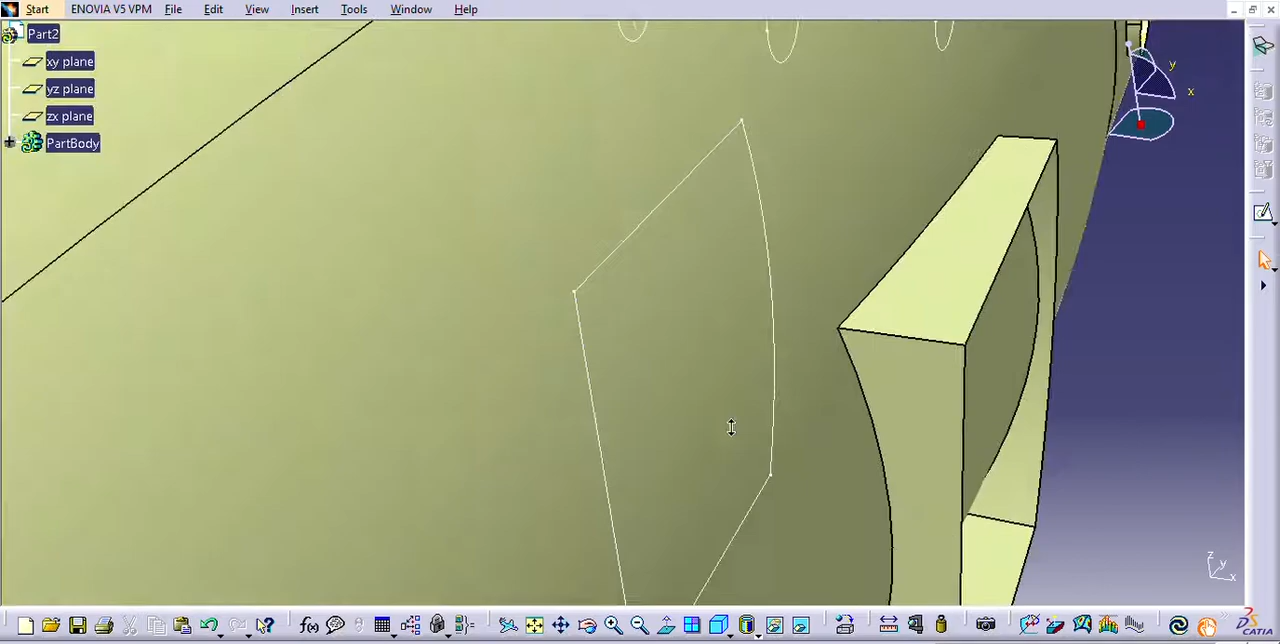 Start ENOVIA V5 VPM File Edit View Insert Tools Window Help
Part2
xy plane
yz plane
zx plane
PartBody
y
x
z
y
x
f(x)
CATIA